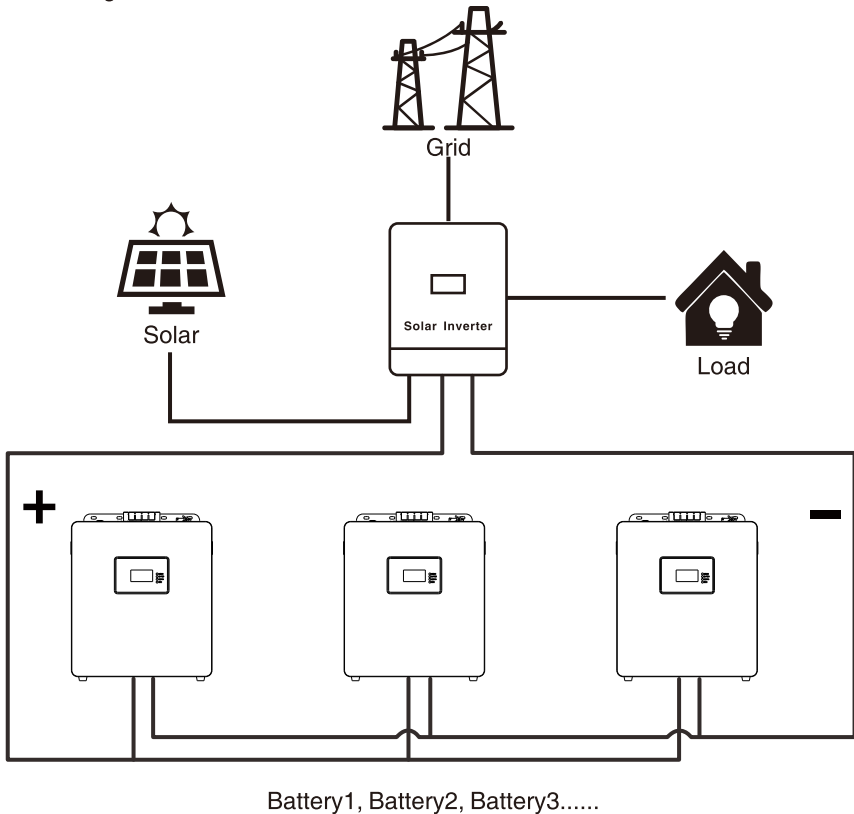 Grid
Solar
Solar Inverter
Load
+
−
Battery1, Battery2, Battery3......